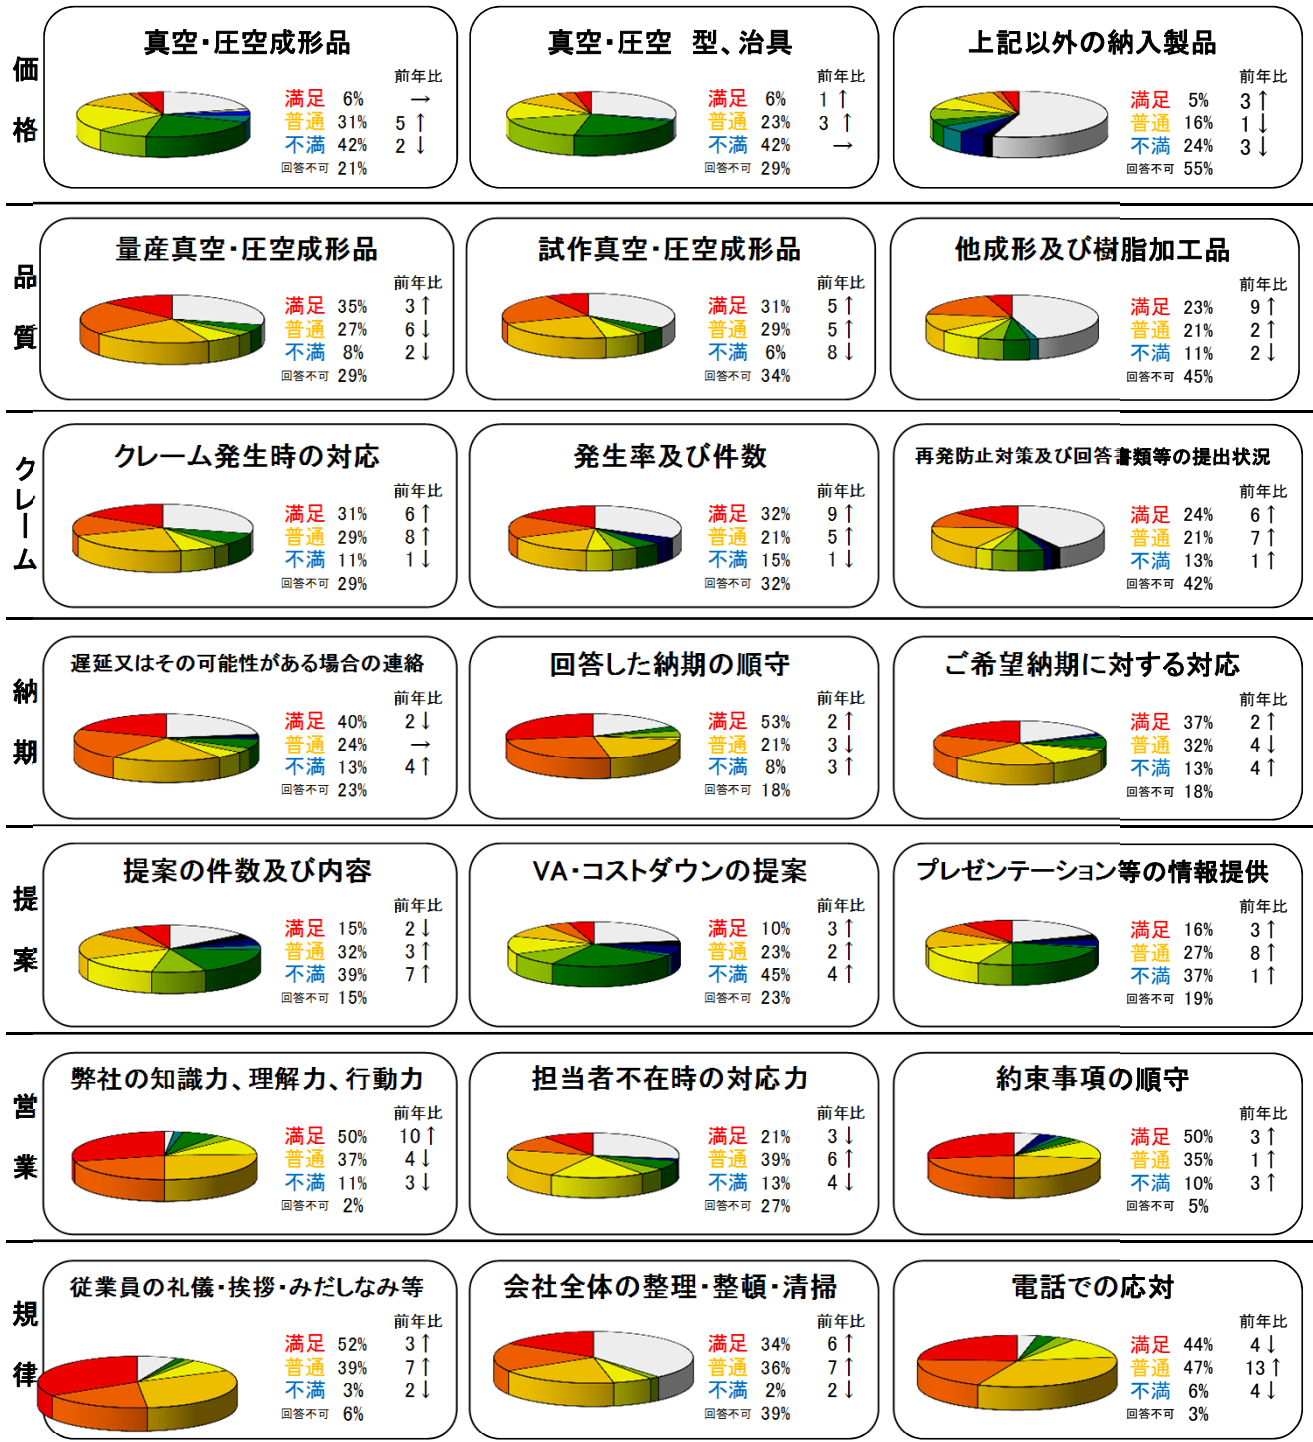 価格
真空・圧空成形品
前年比
満足 6% →
普通 31% 5 ↑
不満 42% 2 ↓
回答不可 21%
真空・圧空 型、治具
前年比
満足 6% 1 ↑
普通 23% 3 ↑
不満 42% →
回答不可 29%
上記以外の納入製品
前年比
満足 5% 3 ↑
普通 16% 1 ↓
不満 24% 3 ↓
回答不可 55%
品質
量産真空・圧空成形品
前年比
満足 35% 3 ↑
普通 27% 6 ↓
不満 8% 2 ↓
回答不可 29%
試作真空・圧空成形品
前年比
満足 31% 5 ↑
普通 29% 5 ↑
不満 6% 8 ↓
回答不可 34%
他成形及び樹脂加工品
前年比
満足 23% 9 ↑
普通 21% 2 ↑
不満 11% 2 ↓
回答不可 45%
クレーム
クレーム発生時の対応
前年比
満足 31% 6 ↑
普通 29% 8 ↑
不満 11% 1 ↓
回答不可 29%
発生率及び件数
前年比
満足 32% 9 ↑
普通 21% 5 ↑
不満 15% 1 ↓
回答不可 32%
再発防止対策及び回答書類等の提出状況
前年比
満足 24% 6 ↑
普通 21% 7 ↑
不満 13% 1 ↑
回答不可 42%
納期
遅延又はその可能性がある場合の連絡
前年比
満足 40% 2 ↓
普通 24% →
不満 13% 4 ↑
回答不可 23%
回答した納期の順守
前年比
満足 53% 2 ↑
普通 21% 3 ↓
不満 8% 3 ↑
回答不可 18%
ご希望納期に対する対応
前年比
満足 37% 2 ↑
普通 32% 4 ↓
不満 13% 4 ↑
回答不可 18%
提案
提案の件数及び内容
前年比
満足 15% 2 ↓
普通 32% 3 ↑
不満 39% 7 ↑
回答不可 15%
VA・コストダウンの提案
前年比
満足 10% 3 ↑
普通 23% 2 ↑
不満 45% 4 ↑
回答不可 23%
プレゼンテーション等の情報提供
前年比
満足 16% 3 ↑
普通 27% 8 ↑
不満 37% 1 ↑
回答不可 19%
営業
弊社の知識力、理解力、行動力
前年比
満足 50% 10 ↑
普通 37% 4 ↓
不満 11% 3 ↓
回答不可 2%
担当者不在時の対応力
前年比
満足 21% 3 ↓
普通 39% 6 ↑
不満 13% 4 ↓
回答不可 27%
約束事項の順守
前年比
満足 50% 3 ↑
普通 35% 1 ↑
不満 10% 3 ↑
回答不可 5%
規律
従業員の礼儀・挨拶・みだしなみ等
前年比
満足 52% 3 ↑
普通 39% 7 ↑
不満 3% 2 ↓
回答不可 6%
会社全体の整理・整頓・清掃
前年比
満足 34% 6 ↑
普通 36% 7 ↑
不満 2% 2 ↓
回答不可 39%
電話での応対
前年比
満足 44% 4 ↓
普通 47% 13 ↑
不満 6% 4 ↓
回答不可 3%